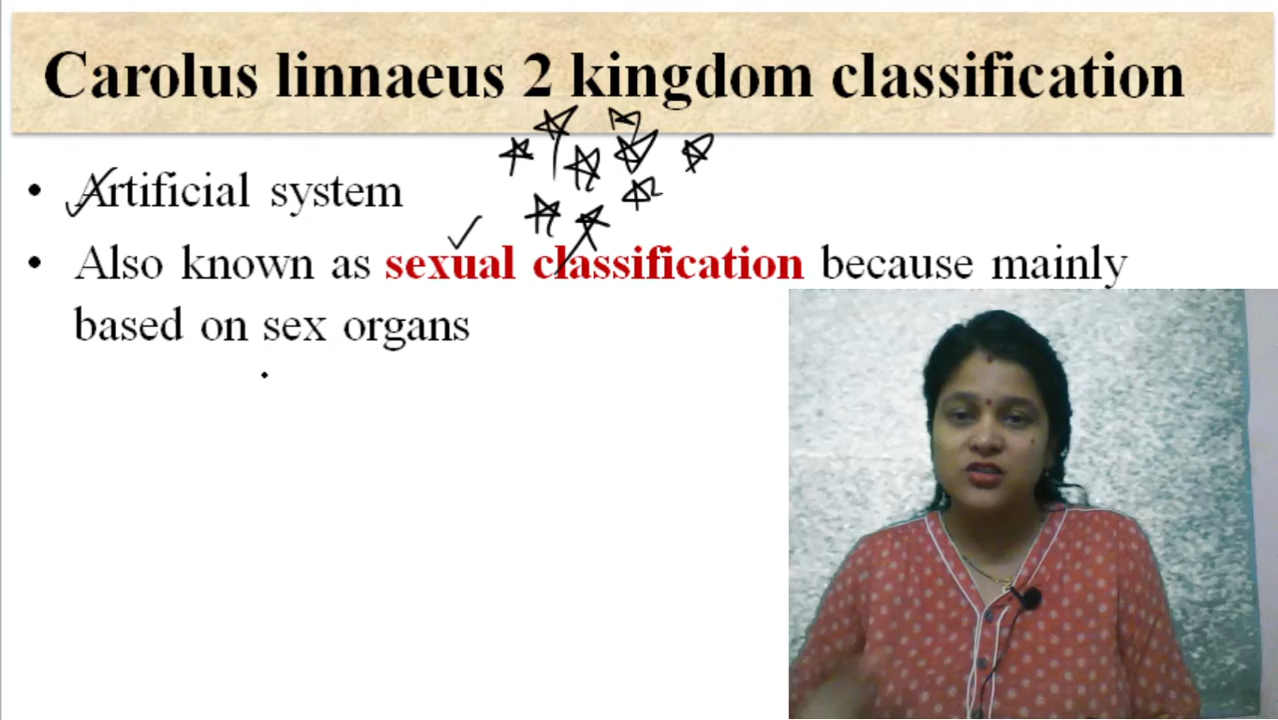 Carolus linnaeus 2 kingdom classification
• Artificial system
• Also known as sexual classification because mainly
based on sex organs